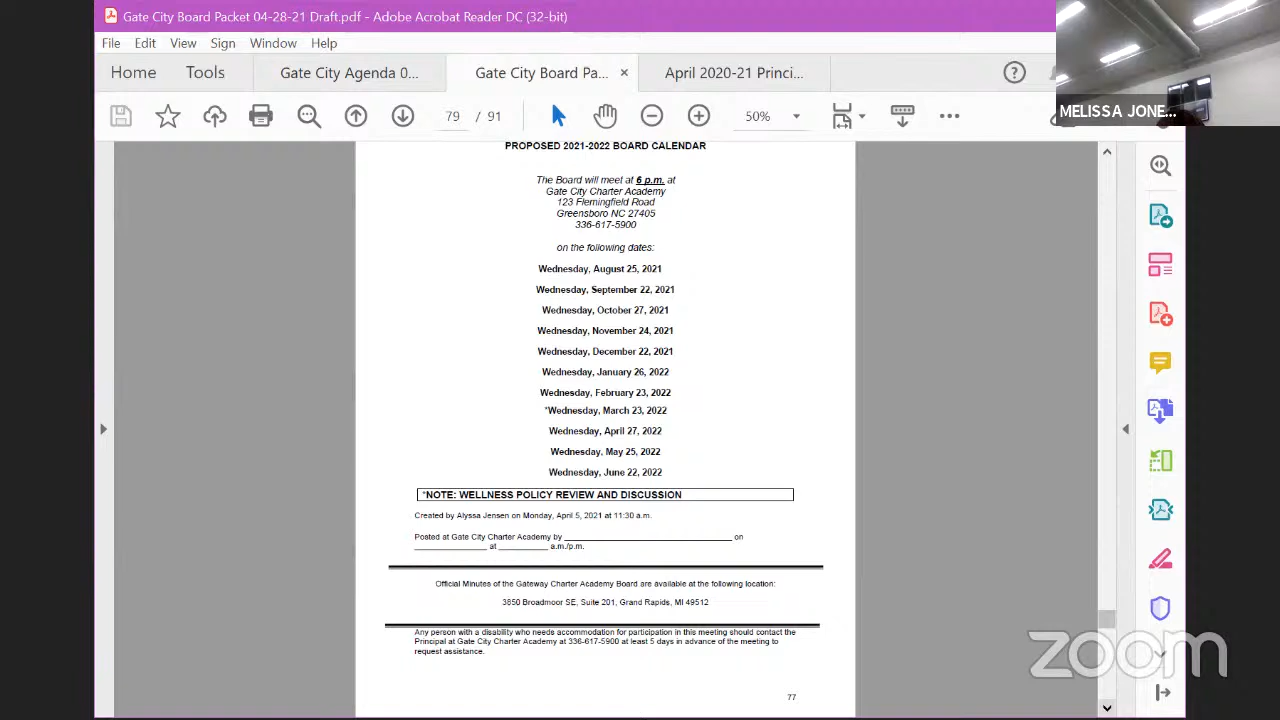 Gate City Board Packet 04-28-21 Draft.pdf - Adobe Acrobat Reader DC (32-bit)
File Edit View Sign Window Help
Home Tools Gate City Agenda 0... Gate City Board Pa... × April 2020-21 Princi...
79 / 91 50%
MELISSA JONE...
PROPOSED 2021-2022 BOARD CALENDAR
The Board will meet at 6 p.m. at
Gate City Charter Academy
123 Flemingfield Road
Greensboro NC 27405
336-617-5900
on the following dates:
Wednesday, August 25, 2021
Wednesday, September 22, 2021
Wednesday, October 27, 2021
Wednesday, November 24, 2021
Wednesday, December 22, 2021
Wednesday, January 26, 2022
Wednesday, February 23, 2022
*Wednesday, March 23, 2022
Wednesday, April 27, 2022
Wednesday, May 25, 2022
Wednesday, June 22, 2022
*NOTE: WELLNESS POLICY REVIEW AND DISCUSSION
Created by Alyssa Jensen on Monday, April 5, 2021 at 11:30 a.m.
Posted at Gate City Charter Academy by ____________________ on
____________ at ________ a.m./p.m.
Official Minutes of the Gateway Charter Academy Board are available at the following location:
3850 Broadmoor SE, Suite 201, Grand Rapids, MI 49512
Any person with a disability who needs accommodation for participation in this meeting should contact the
Principal at Gate City Charter Academy at 336-617-5900 at least 5 days in advance of the meeting to
request assistance.
77
zoom